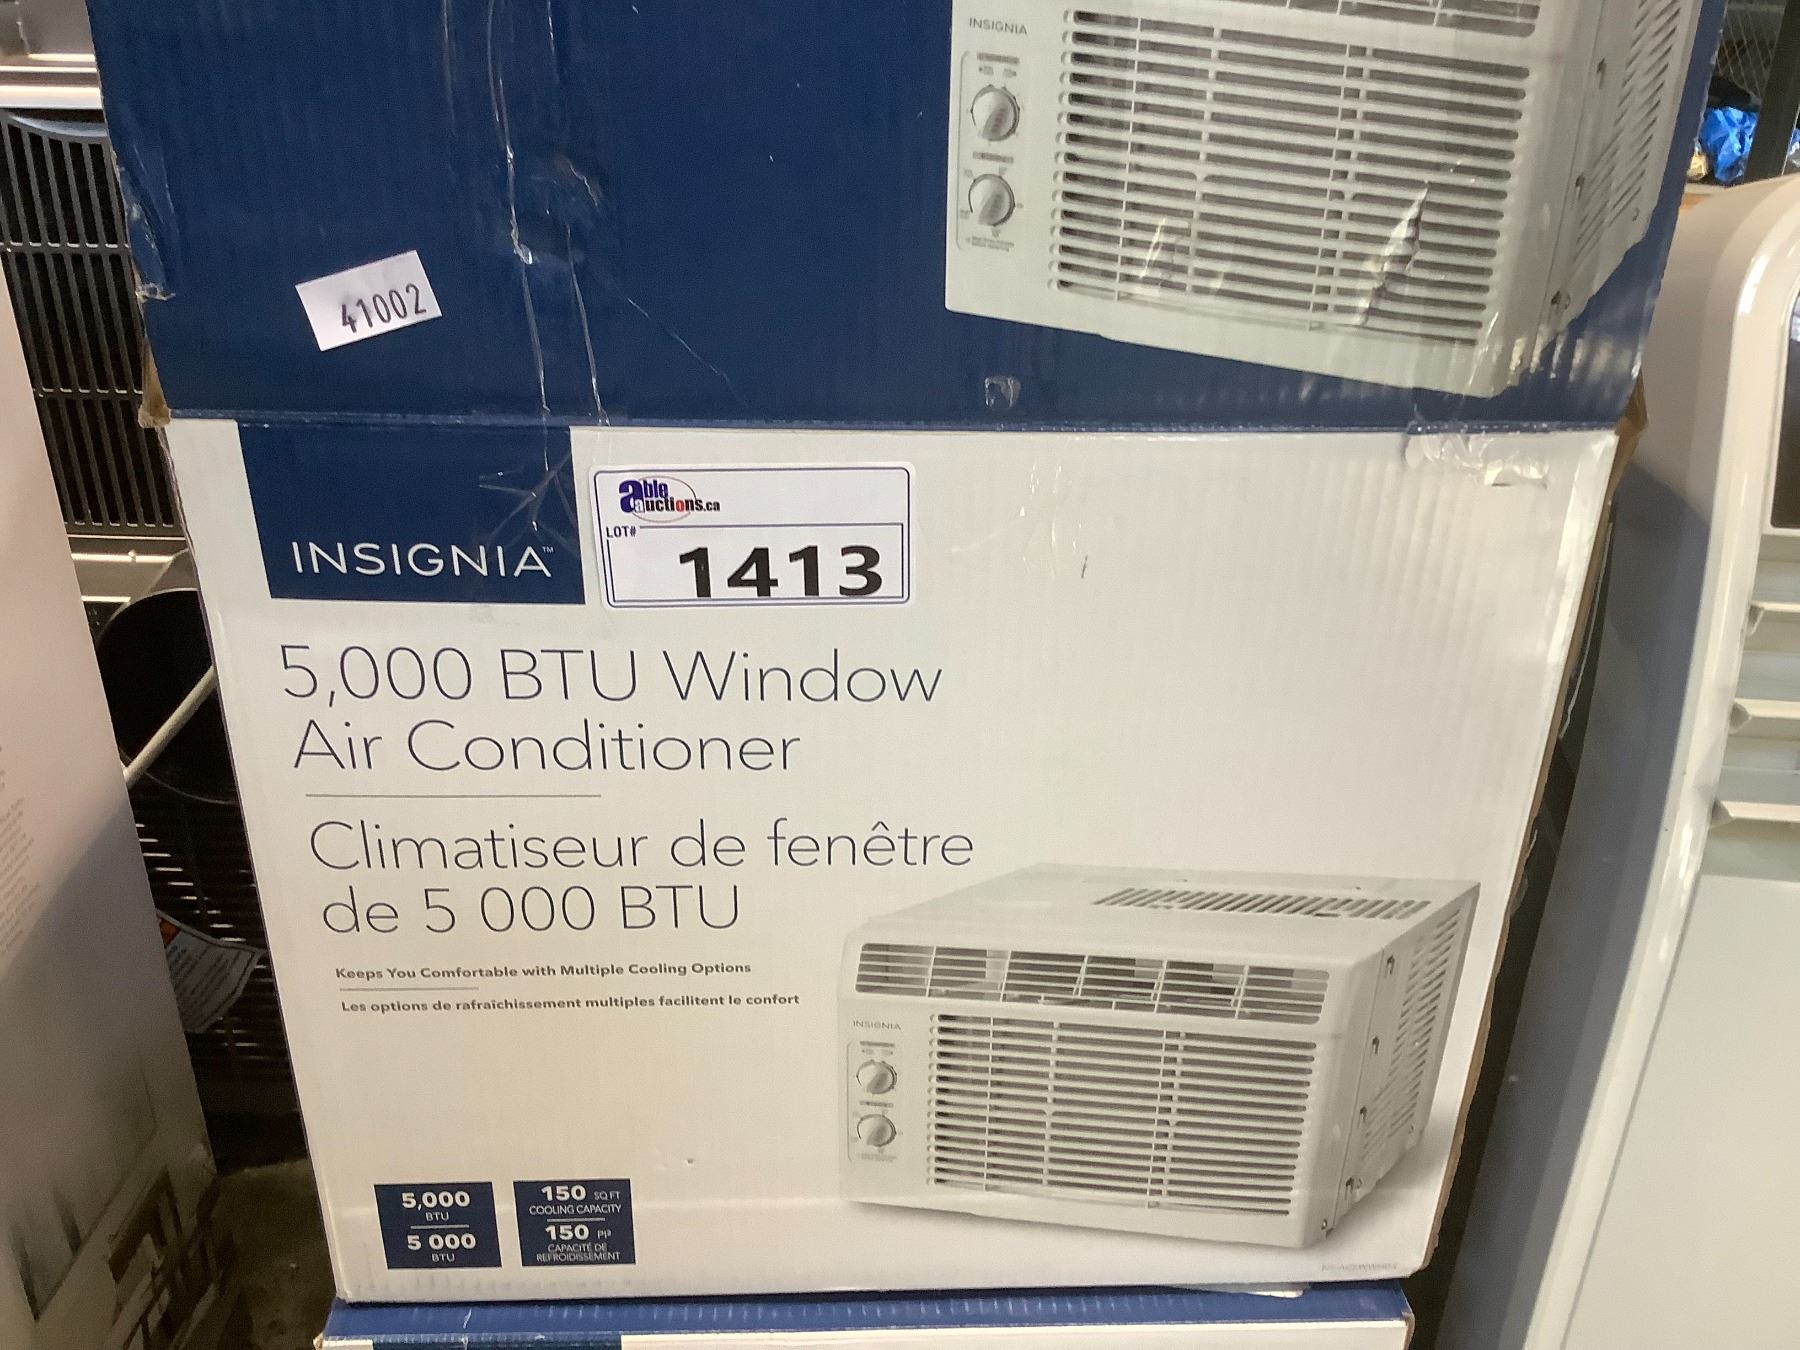 INSIGNIA
41002
able
auctions.ca
LOT#
1413
INSIGNIA™
5,000 BTU Window
Air Conditioner
Climatiseur de fenêtre
de 5 000 BTU
Keeps You Comfortable with Multiple Cooling Options
Les options de rafraîchissement multiples facilitent le confort
INSIGNIA
5,000
BTU
5 000
BTU
150 SQ FT
COOLING CAPACITY
150 PI²
CAPACITÉ DE
REFROIDISSEMENT